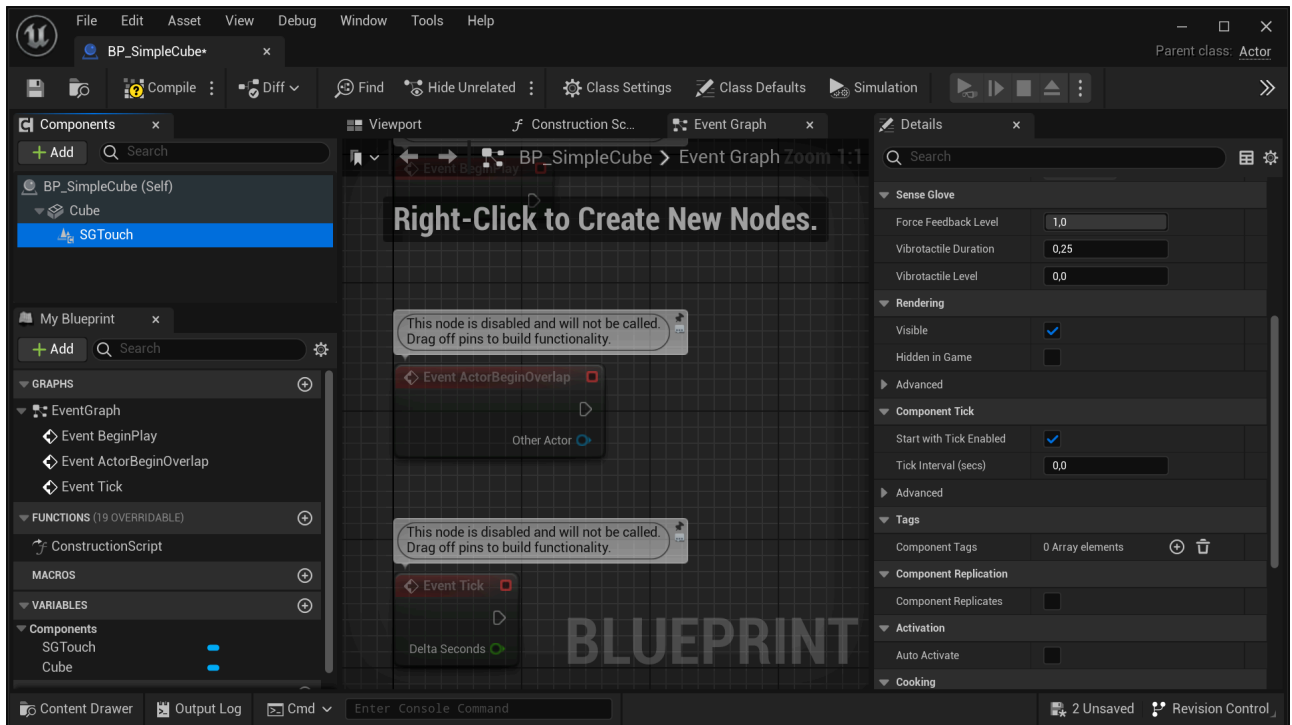 File Edit Asset View Debug Window Tools Help
BP_SimpleCube*
Parent class: Actor
Compile Diff Find Hide Unrelated Class Settings Class Defaults Simulation
Components
Add Search
BP_SimpleCube (Self)
Cube
SGTouch
My Blueprint
Add Search
GRAPHS
EventGraph
Event BeginPlay
Event ActorBeginOverlap
Event Tick
FUNCTIONS (19 OVERRIDABLE)
ConstructionScript
MACROS
VARIABLES
Components
SGTouch
Cube
Viewport Construction Sc... Event Graph
BP_SimpleCube > Event Graph Zoom 1:1
Event BeginPlay
Right-Click to Create New Nodes.
This node is disabled and will not be called.
Drag off pins to build functionality.
Event ActorBeginOverlap
Other Actor
This node is disabled and will not be called.
Drag off pins to build functionality.
Event Tick
Delta Seconds
BLUEPRINT
Details
Search
Sense Glove
Force Feedback Level 1,0
Vibrotactile Duration 0,25
Vibrotactile Level 0,0
Rendering
Visible
Hidden in Game
Advanced
Component Tick
Start with Tick Enabled
Tick Interval (secs) 0,0
Advanced
Tags
Component Tags 0 Array elements
Component Replication
Component Replicates
Activation
Auto Activate
Cooking
Content Drawer Output Log Cmd Enter Console Command 2 Unsaved Revision Control